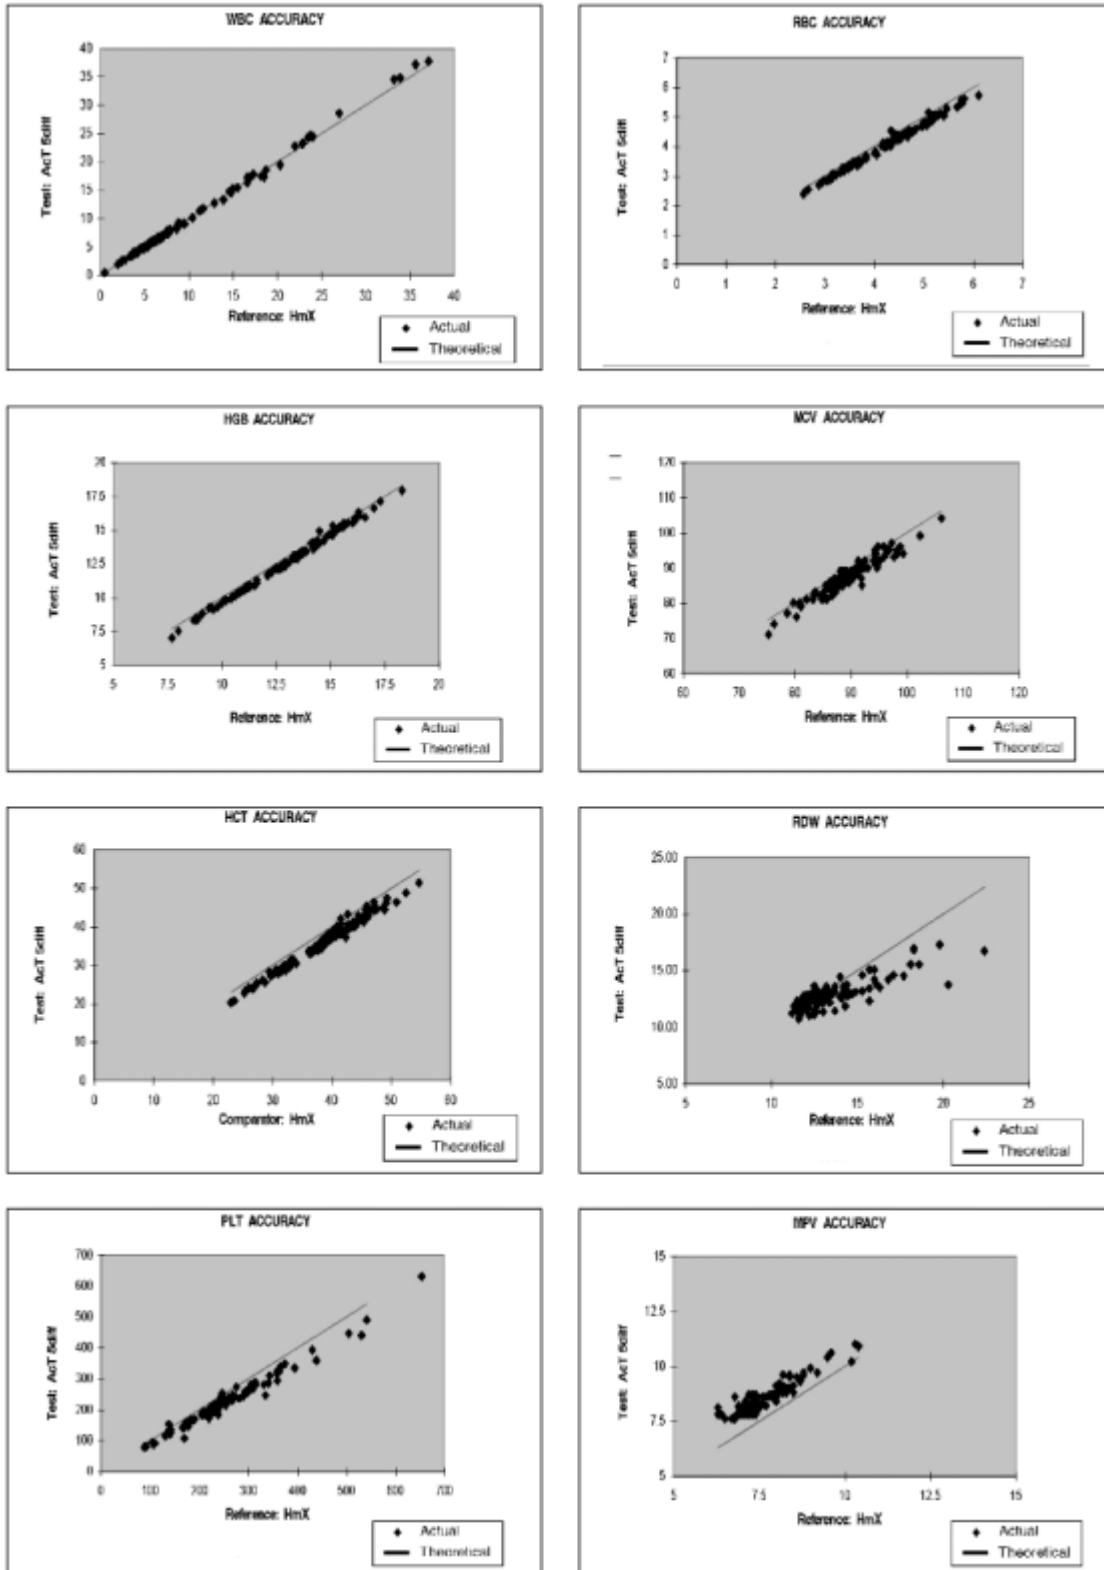 WBC ACCURACY
40
35
30
25
20
15
10
5
0
0 5 10 15 20 25 30 35 40
Test: AcT 5diff
Reference: HmX
Actual
Theoretical
RBC ACCURACY
7
6
5
4
3
2
1
0
0 1 2 3 4 5 6 7
Test: AcT 5diff
Reference: HmX
Actual
Theoretical
HGB ACCURACY
20
17.5
15
12.5
10
7.5
5
5 7.5 10 12.5 15 17.5 20
Test: AcT 5diff
Reference: HmX
Actual
Theoretical
MCV ACCURACY
120
110
100
90
80
70
60
60 70 80 90 100 110 120
Test: AcT 5diff
Reference: HmX
Actual
Theoretical
HCT ACCURACY
60
50
40
30
20
10
0
0 10 20 30 40 50 60
Test: AcT 5diff
Comparator: HmX
Actual
Theoretical
RDW ACCURACY
25.00
20.00
15.00
10.00
5.00
5 10 15 20 25
Test: AcT 5diff
Reference: HmX
Actual
Theoretical
PLT ACCURACY
700
600
500
400
300
200
100
0
0 100 200 300 400 500 600 700
Test: AcT 5diff
Reference: HmX
Actual
Theoretical
MPV ACCURACY
15
12.5
10
7.5
5
5 7.5 10 12.5 15
Test: AcT 5diff
Reference: HmX
Actual
Theoretical